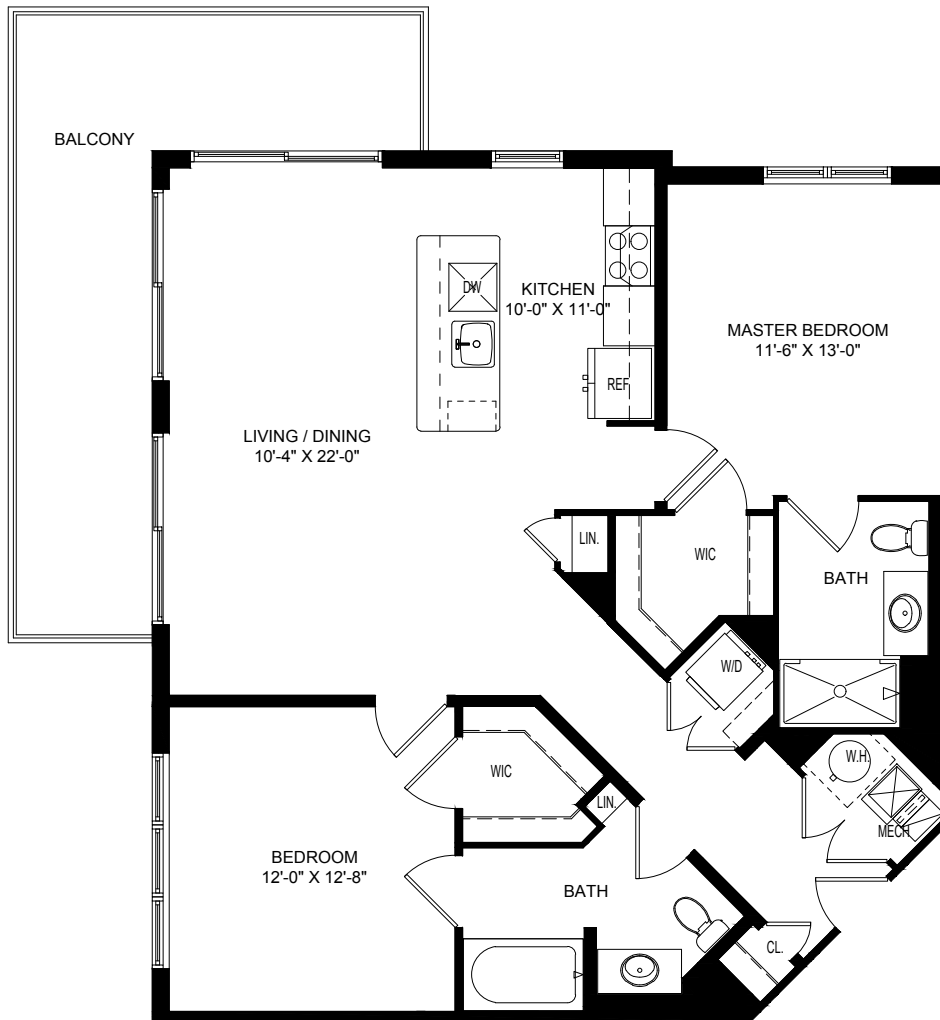 BALCONY
KITCHEN
10'-0" X 11'-0"
DW
REF
MASTER BEDROOM
11'-6" X 13'-0"
LIVING / DINING
10'-4" X 22'-0"
LIN.
WIC
BATH
W/D
WIC
LIN.
W.H.
MECH
BEDROOM
12'-0" X 12'-8"
BATH
CL.